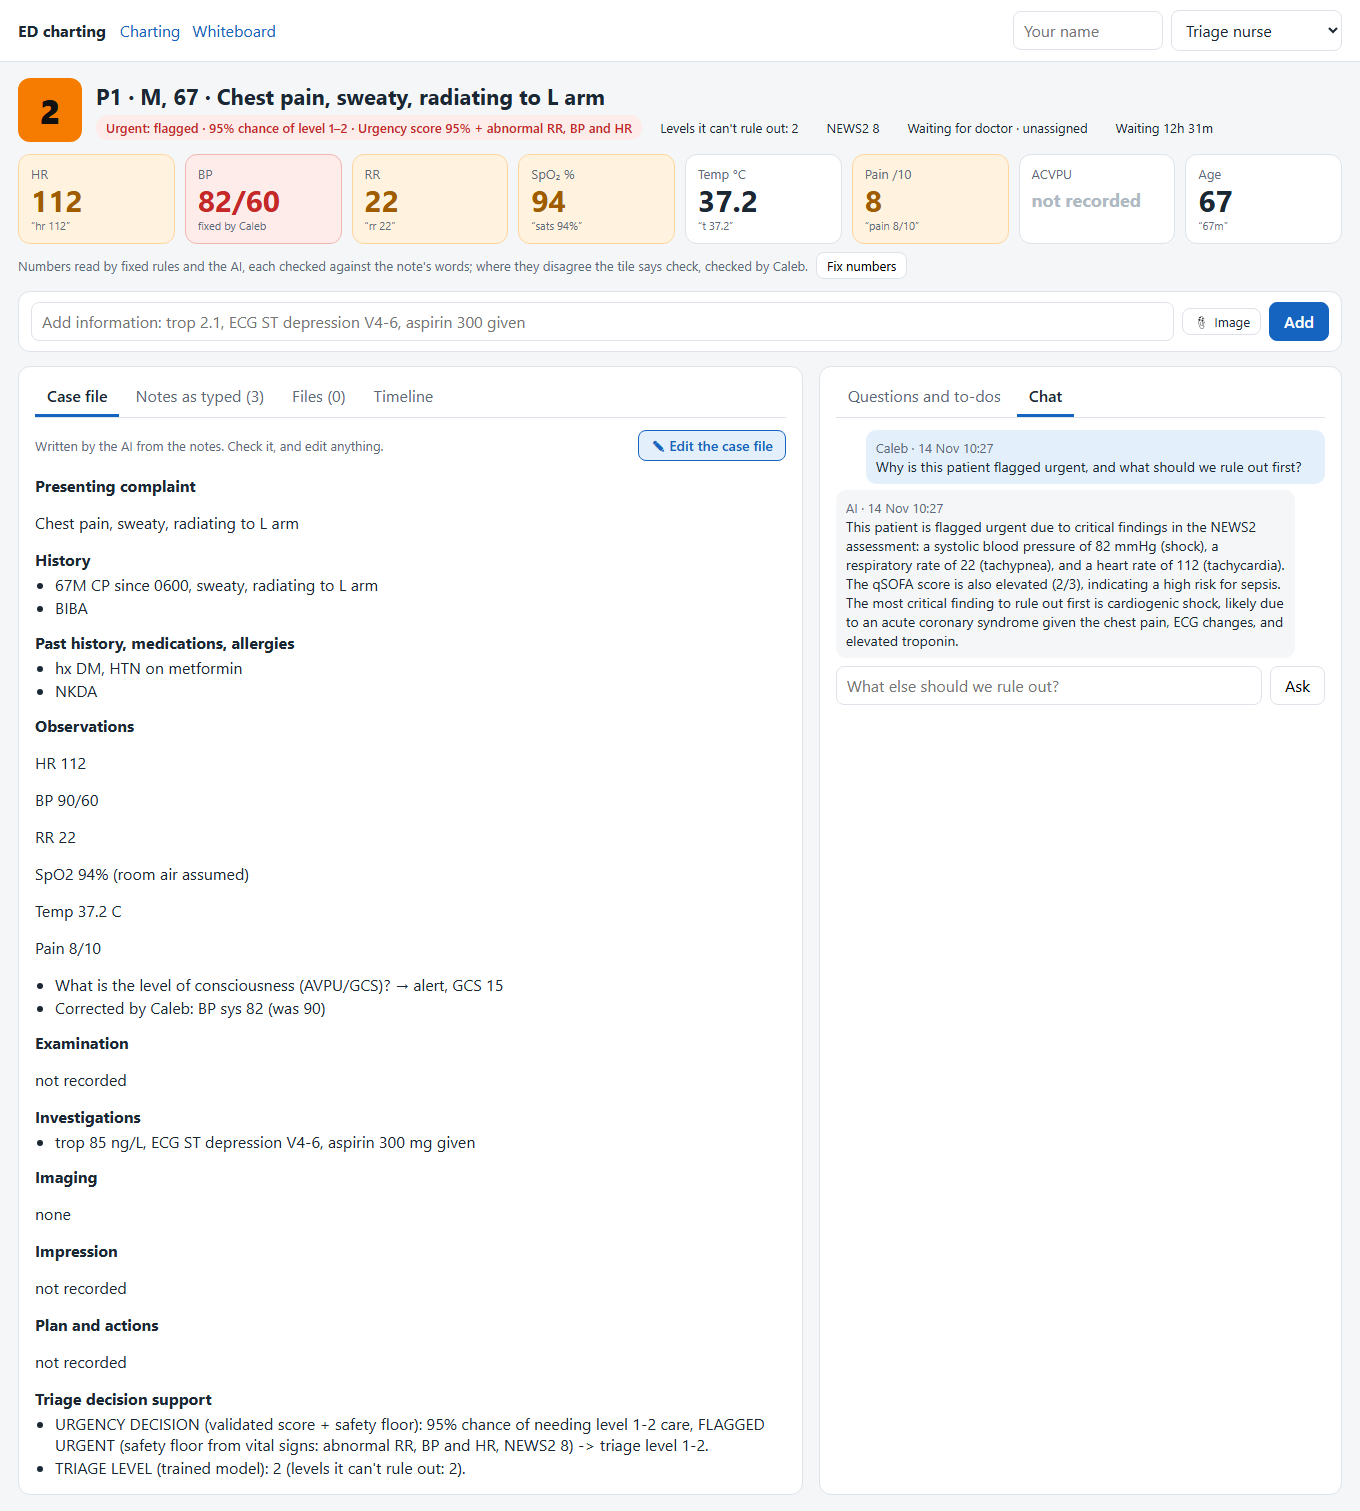 ED charting Charting Whiteboard Your name Triage nurse
2
P1 · M, 67 · Chest pain, sweaty, radiating to L arm
Urgent: flagged · 95% chance of level 1–2 · Urgency score 95% + abnormal RR, BP and HR Levels it can't rule out: 2 NEWS2 8 Waiting for doctor · unassigned Waiting 12h 31m
HR
112
“hr 112”
BP
82/60
fixed by Caleb
RR
22
“rr 22”
SpO₂ %
94
“sats 94%”
Temp °C
37.2
“t 37.2”
Pain /10
8
“pain 8/10”
ACVPU
not recorded
Age
67
“67m”
Numbers read by fixed rules and the AI, each checked against the note's words; where they disagree the tile says check, checked by Caleb. Fix numbers
Add information: trop 2.1, ECG ST depression V4-6, aspirin 300 given Image Add
Case file Notes as typed (3) Files (0) Timeline
Written by the AI from the notes. Check it, and edit anything. Edit the case file
Presenting complaint
Chest pain, sweaty, radiating to L arm
History
• 67M CP since 0600, sweaty, radiating to L arm
• BIBA
Past history, medications, allergies
• hx DM, HTN on metformin
• NKDA
Observations
HR 112
BP 90/60
RR 22
SpO2 94% (room air assumed)
Temp 37.2 C
Pain 8/10
• What is the level of consciousness (AVPU/GCS)? → alert, GCS 15
• Corrected by Caleb: BP sys 82 (was 90)
Examination
not recorded
Investigations
• trop 85 ng/L, ECG ST depression V4-6, aspirin 300 mg given
Imaging
none
Impression
not recorded
Plan and actions
not recorded
Triage decision support
• URGENCY DECISION (validated score + safety floor): 95% chance of needing level 1-2 care, FLAGGED
URGENT (safety floor from vital signs: abnormal RR, BP and HR, NEWS2 8) -> triage level 1-2.
• TRIAGE LEVEL (trained model): 2 (levels it can't rule out: 2).
Questions and to-dos Chat
Caleb · 14 Nov 10:27
Why is this patient flagged urgent, and what should we rule out first?
AI · 14 Nov 10:27
This patient is flagged urgent due to critical findings in the NEWS2
assessment: a systolic blood pressure of 82 mmHg (shock), a
respiratory rate of 22 (tachypnea), and a heart rate of 112 (tachycardia).
The qSOFA score is also elevated (2/3), indicating a high risk for sepsis.
The most critical finding to rule out first is cardiogenic shock, likely due
to an acute coronary syndrome given the chest pain, ECG changes, and
elevated troponin.
What else should we rule out? Ask